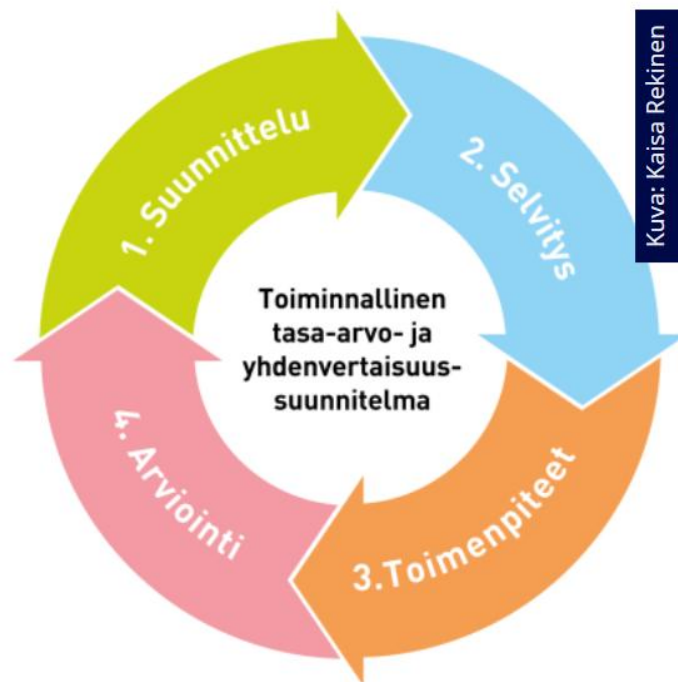 1. Suunnittelu
2. Selvitys
3.Toimenpiteet
4. Arviointi
Toiminnallinen
tasa-arvo- ja
yhdenvertaisuus-
suunnitelma
Kuva: Kaisa Rekinen